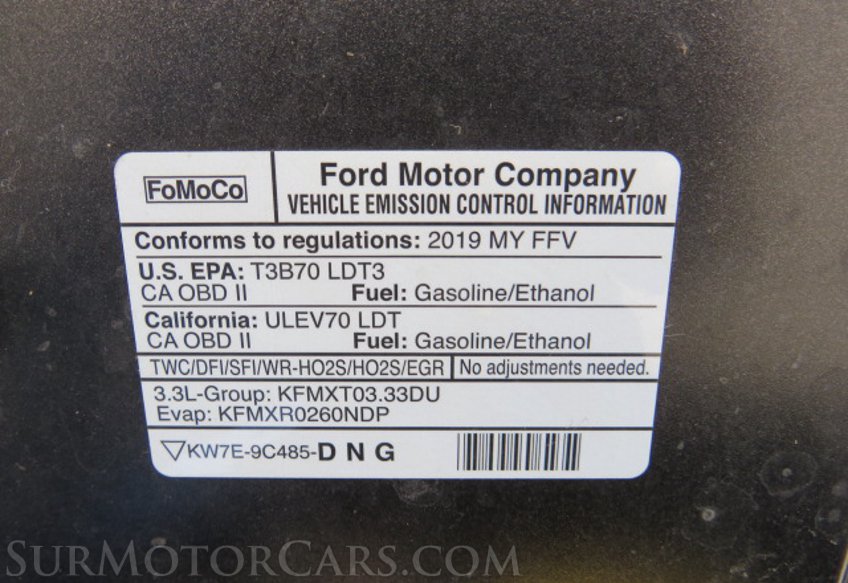 FoMoCo
Ford Motor Company
VEHICLE EMISSION CONTROL INFORMATION
Conforms to regulations: 2019 MY FFV
U.S. EPA: T3B70 LDT3
CA OBD II Fuel: Gasoline/Ethanol
California: ULEV70 LDT
CA OBD II Fuel: Gasoline/Ethanol
TWC/DFI/SFI/WR-HO2S/HO2S/EGR No adjustments needed.
3.3L-Group: KFMXT03.33DU
Evap: KFMXR0260NDP
KW7E-9C485-D N G
SurMotorCars.com